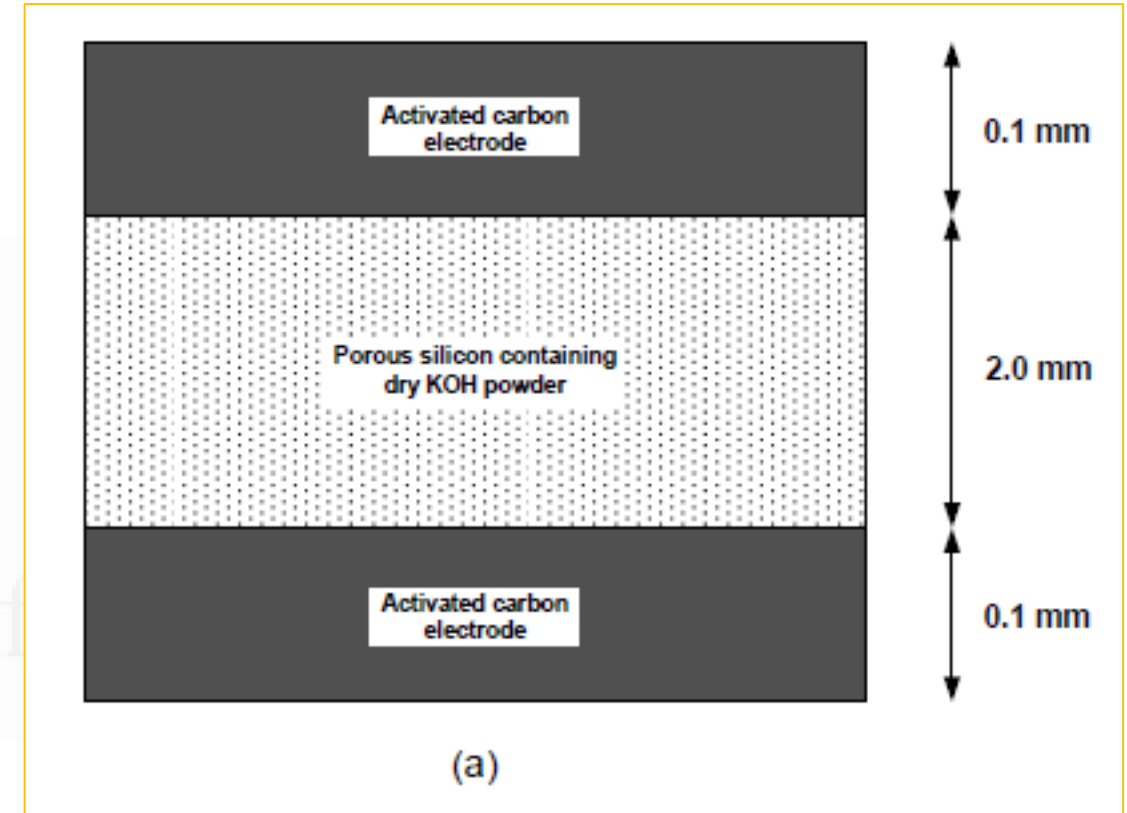 Activated carbon
electrode
0.1 mm
Porous silicon containing
dry KOH powder
2.0 mm
Activated carbon
electrode
0.1 mm
(a)